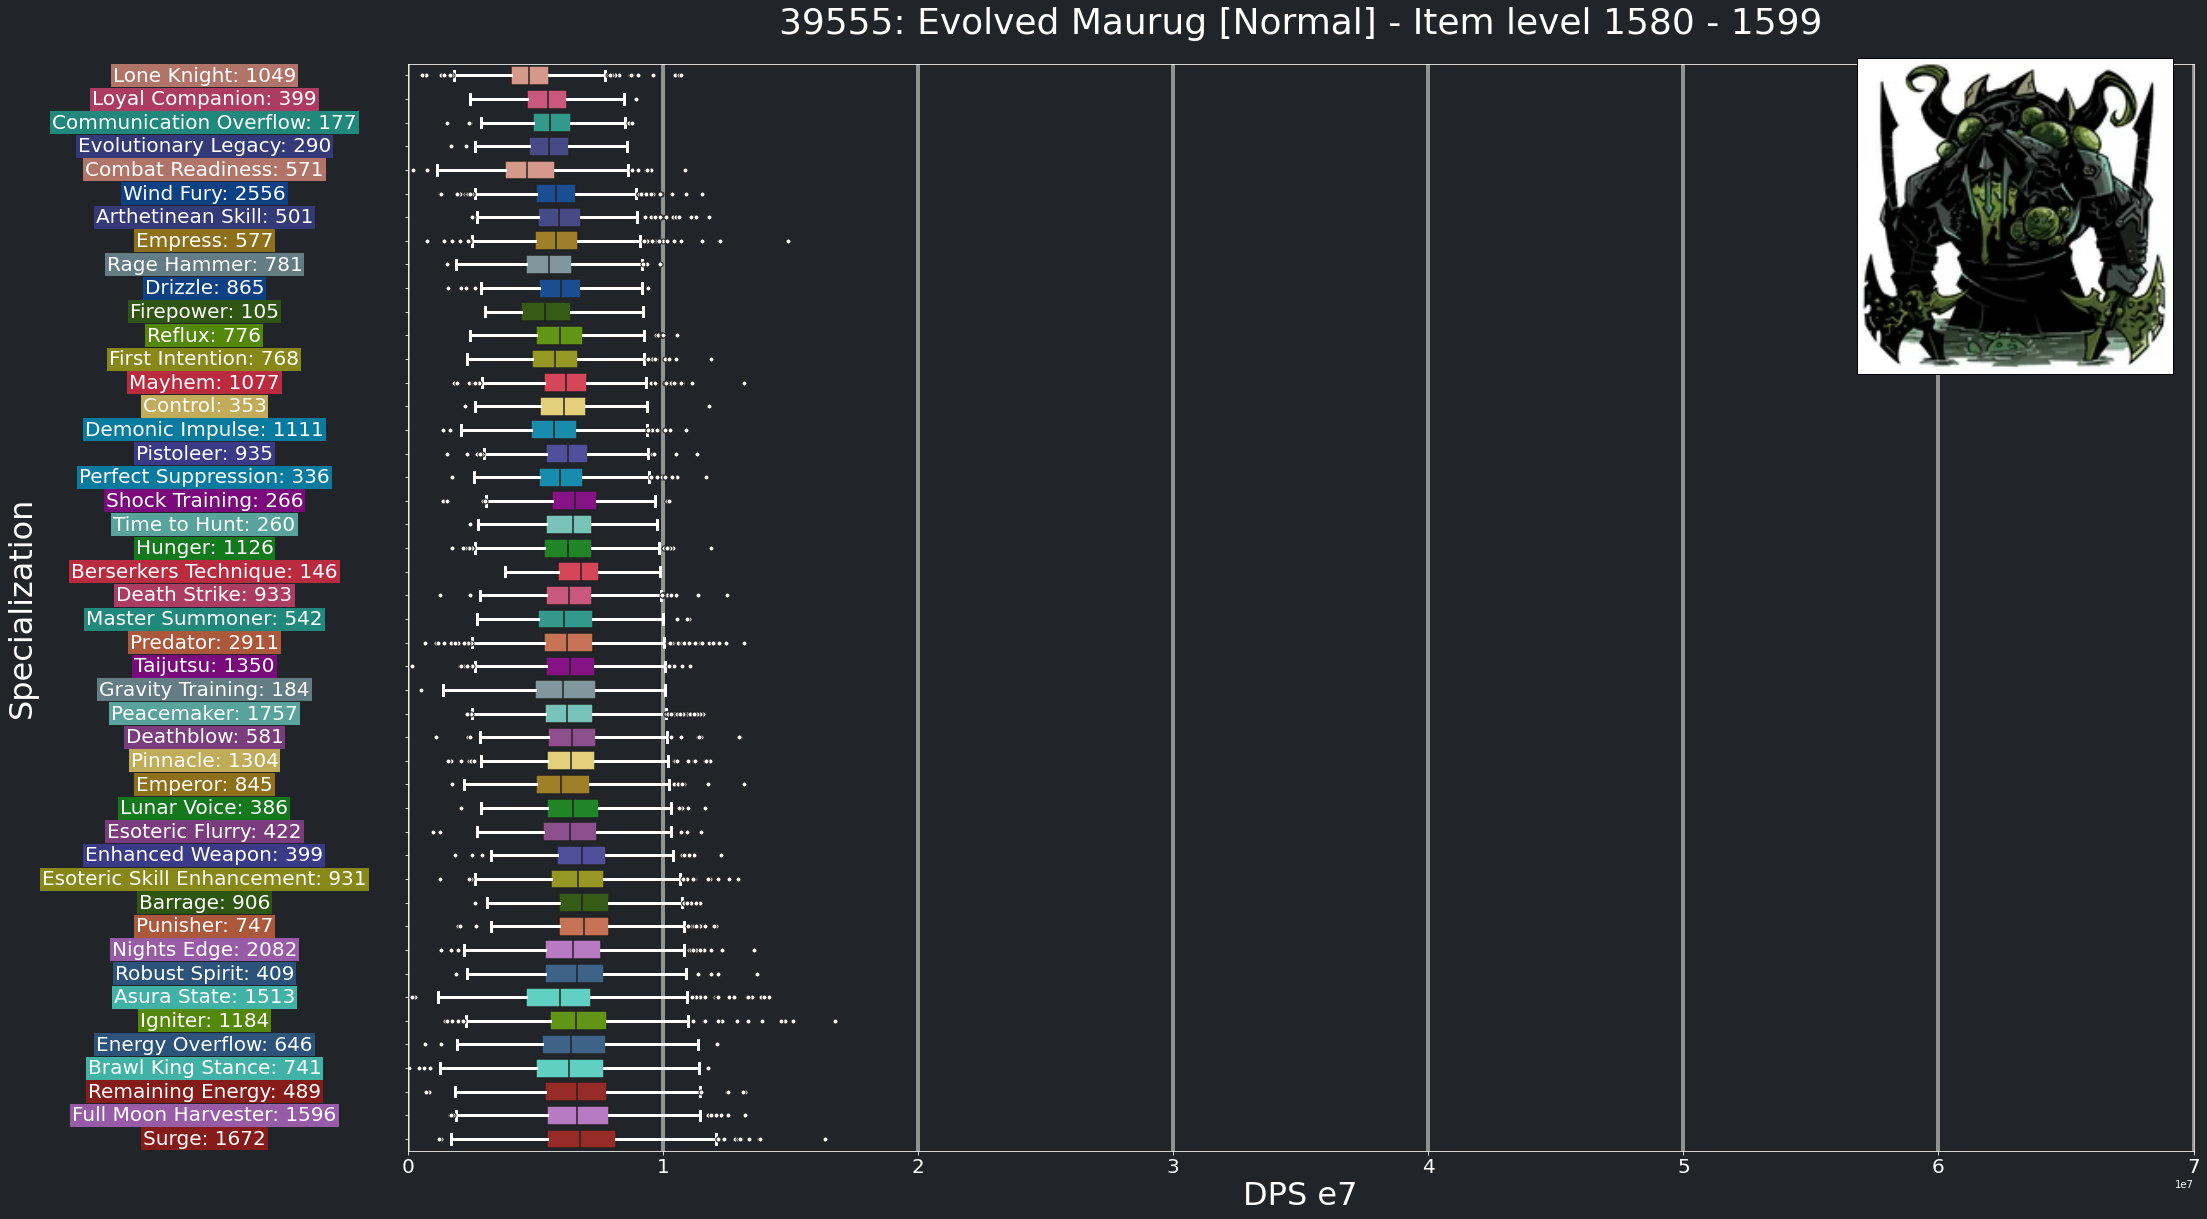 39555: Evolved Maurug [Normal] - Item level 1580 - 1599
Specialization
Lone Knight: 1049
Loyal Companion: 399
Communication Overflow: 177
Evolutionary Legacy: 290
Combat Readiness: 571
Wind Fury: 2556
Arthetinean Skill: 501
Empress: 577
Rage Hammer: 781
Drizzle: 865
Firepower: 105
Reflux: 776
First Intention: 768
Mayhem: 1077
Control: 353
Demonic Impulse: 1111
Pistoleer: 935
Perfect Suppression: 336
Shock Training: 266
Time to Hunt: 260
Hunger: 1126
Berserkers Technique: 146
Death Strike: 933
Master Summoner: 542
Predator: 2911
Taijutsu: 1350
Gravity Training: 184
Peacemaker: 1757
Deathblow: 581
Pinnacle: 1304
Emperor: 845
Lunar Voice: 386
Esoteric Flurry: 422
Enhanced Weapon: 399
Esoteric Skill Enhancement: 931
Barrage: 906
Punisher: 747
Nights Edge: 2082
Robust Spirit: 409
Asura State: 1513
Igniter: 1184
Energy Overflow: 646
Brawl King Stance: 741
Remaining Energy: 489
Full Moon Harvester: 1596
Surge: 1672
0 1 2 3 4 5 6 7
1e7
DPS e7